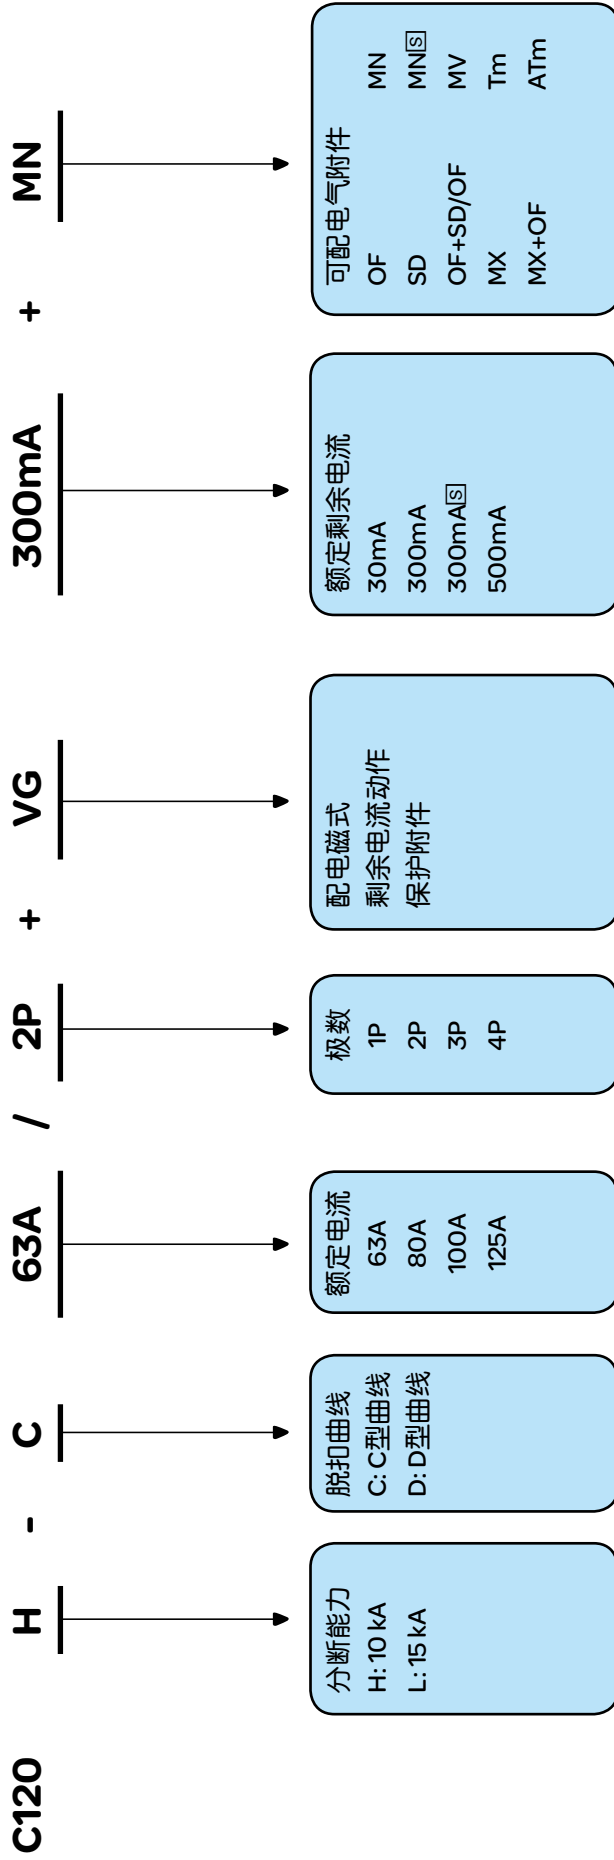 C120 H - C 63A / 2P + VG 300mA + MN
分断能力
H: 10 kA
L: 15 kA
脱扣曲线
C: C型曲线
D: D型曲线
额定电流
63A
80A
100A
125A
极数
1P
2P
3P
4P
配电磁式
剩余电流动作
保护附件
额定剩余电流
30mA
300mA
300mA🅂
500mA
可配电气附件
OF MN
SD MN🅂
OF+SD/OF MV
MX Tm
MX+OF ATm